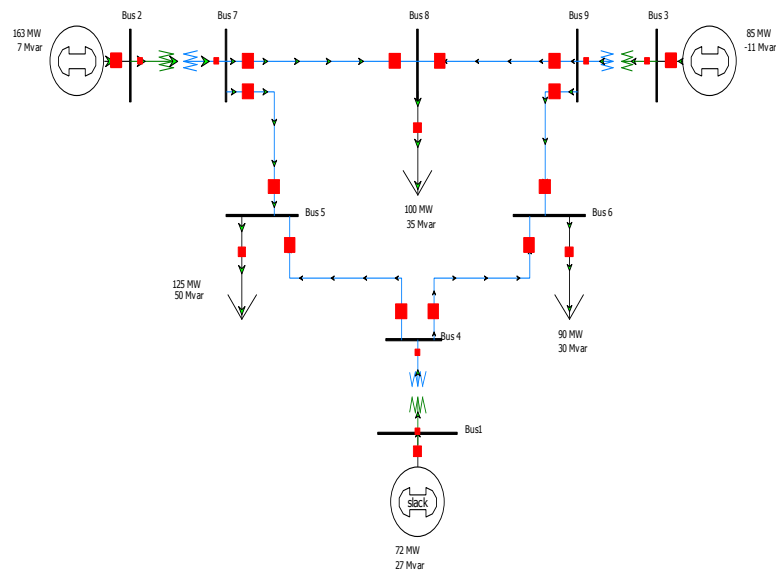 Bus 2
Bus 7
Bus 8
Bus 9
Bus 3
163 MW
7 Mvar
85 MW
-11 Mvar
100 MW
35 Mvar
Bus 5
Bus 6
125 MW
50 Mvar
90 MW
30 Mvar
Bus 4
Bus1
slack
72 MW
27 Mvar